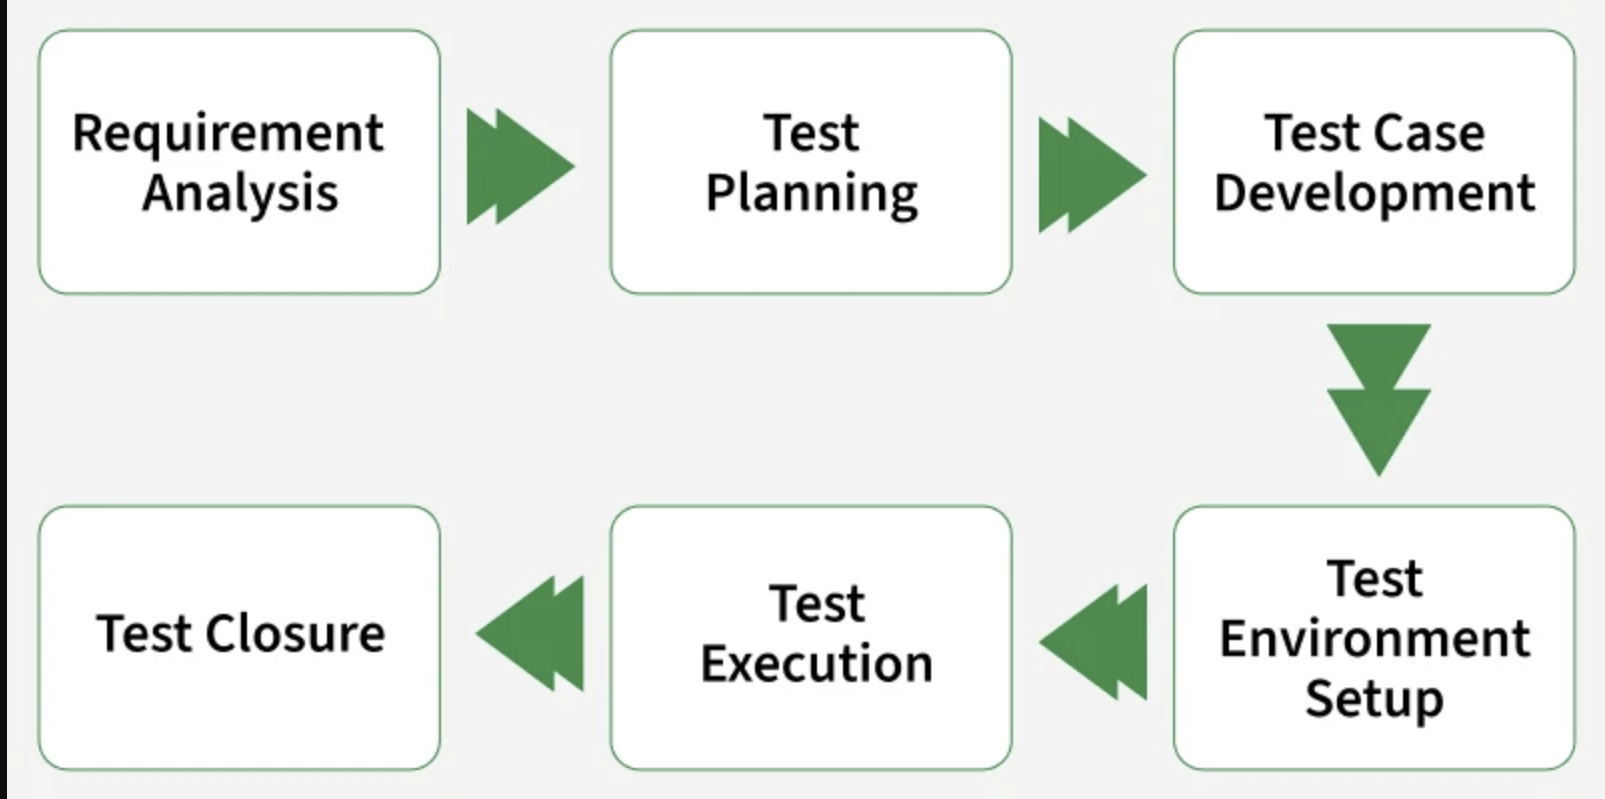 Requirement
Analysis
Test
Planning
Test Case
Development
Test
Environment
Setup
Test
Execution
Test Closure